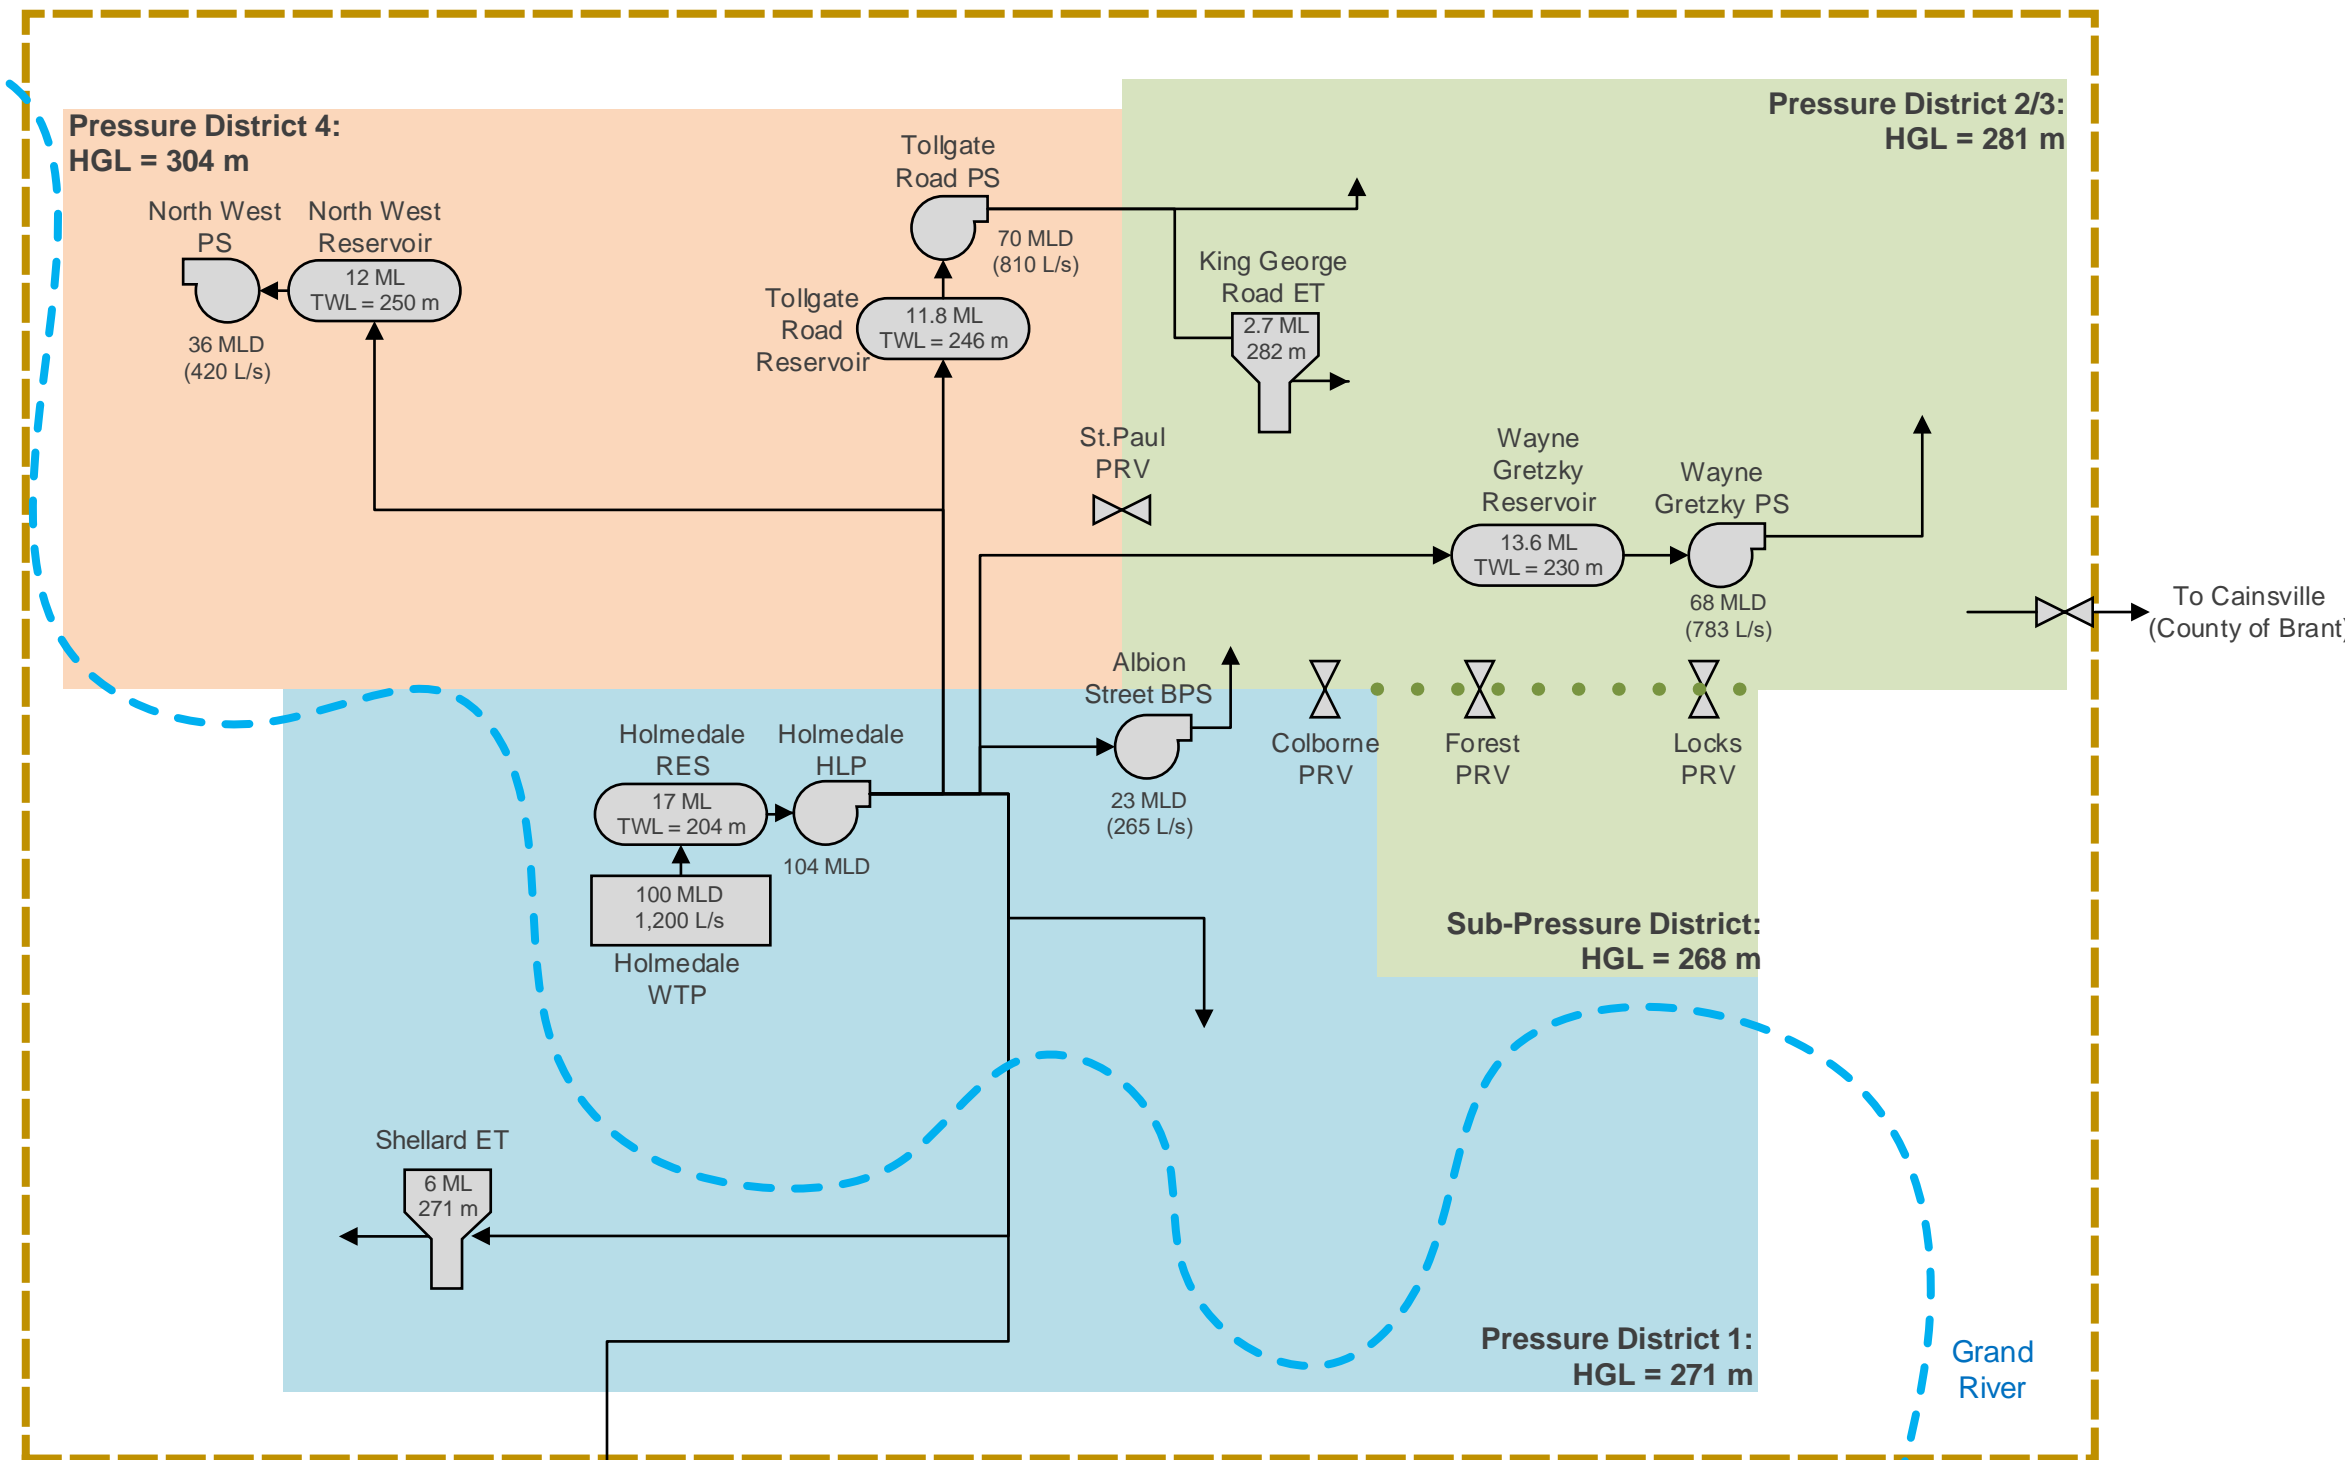 Pressure District 4:
HGL = 304 m
Pressure District 2/3:
HGL = 281 m
North West
PS
North West
Reservoir
12 ML
TWL = 250 m
36 MLD
(420 L/s)
Tollgate
Road PS
70 MLD
(810 L/s)
Tollgate
Road
Reservoir
11.8 ML
TWL = 246 m
King George
Road ET
2.7 ML
282 m
St.Paul
PRV
Wayne
Gretzky
Reservoir
13.6 ML
TWL = 230 m
Wayne
Gretzky PS
68 MLD
(783 L/s)
To Cainsville
(County of Brant)
Albion
Street BPS
23 MLD
(265 L/s)
Colborne
PRV
Forest
PRV
Locks
PRV
Holmedale
RES
17 ML
TWL = 204 m
Holmedale
HLP
104 MLD
100 MLD
1,200 L/s
Holmedale
WTP
Sub-Pressure District:
HGL = 268 m
Shellard ET
6 ML
271 m
Pressure District 1:
HGL = 271 m
Grand
River